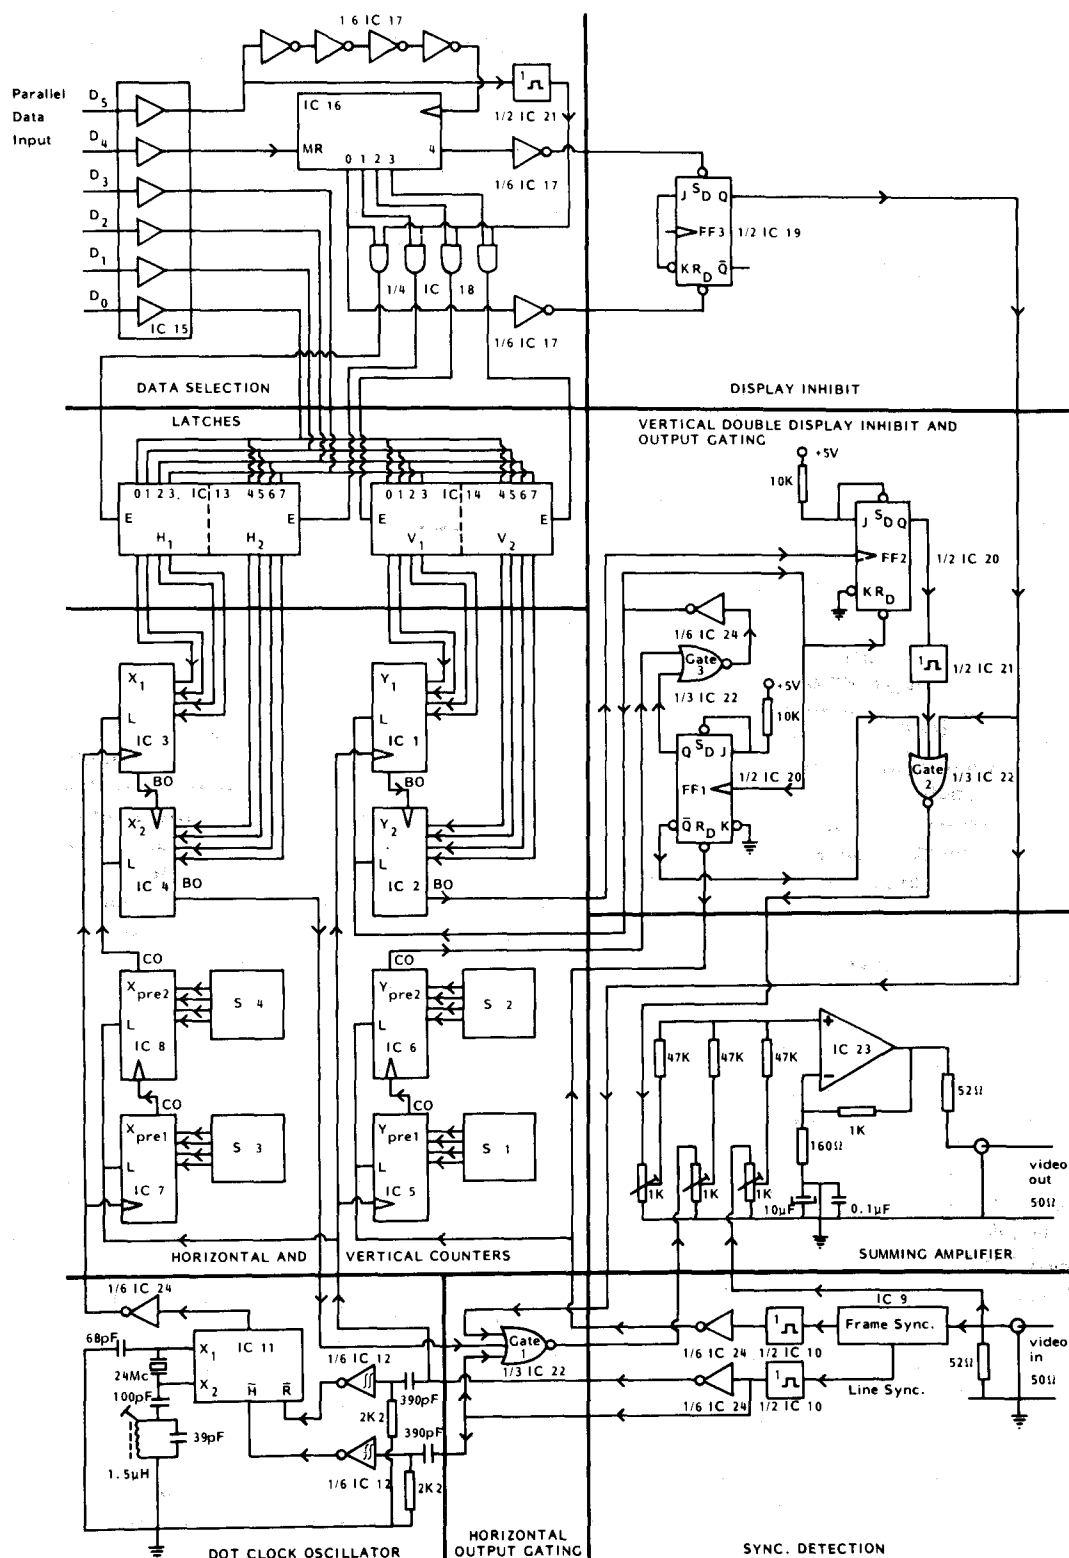 1 6 IC 17
Parallel
Data
Input
D5
D4
D3
D2
D1
D0
IC 15
IC 16
MR
0 1 2 3
4
1
1/2 IC 21
1/6 IC 17
1/4 IC 18
1/6 IC 17
J SD Q
FF3
1/2 IC 19
K RD Q̄
DATA SELECTION
DISPLAY INHIBIT
LATCHES
VERTICAL DOUBLE DISPLAY INHIBIT AND
OUTPUT GATING
0 1 2 3, IC 13 4 5 6 7
E
H1
H2
E
0 1 2 3 IC 14 4 5 6 7
E
V1
V2
E
+5V
10K
J SD Q
FF2
1/2 IC 20
K RD
1/6 IC 24
Gate
3
1/3 IC 22
1
1/2 IC 21
+5V
10K
Q SD J
FF1
1/2 IC 20
Q̄ RD K
Gate
2
1/3 IC 22
X1
L
IC 3
BO
Y1
L
IC 1
BO
X2
L
IC 4
BO
Y2
L
IC 2
BO
CO
Xpre2
L
IC 8
S 4
CO
Ypre2
L
IC 6
S 2
CO
Xpre1
L
IC 7
S 3
CO
Ypre1
L
IC 5
S 1
+
IC 23
-
47K
47K
47K
52Ω
1K
160Ω
1K
1K
1K
10µF
0.1µF
video
out
50Ω
HORIZONTAL AND VERTICAL COUNTERS
SUMMING AMPLIFIER
1/6 IC 24
68pF
X1
IC 11
24Mc
X2
H̄
R̄
100pF
39pF
1.5µH
1/6 IC 12
390pF
2K2
1/6 IC 12
390pF
2K2
Gate
1
1/3 IC 22
1/6 IC 24
1
1/2 IC 10
IC 9
Frame Sync.
Line Sync.
1/6 IC 24
1
1/2 IC 10
52Ω
video
in
50Ω
DOT CLOCK OSCILLATOR
HORIZONTAL
OUTPUT GATING
SYNC. DETECTION